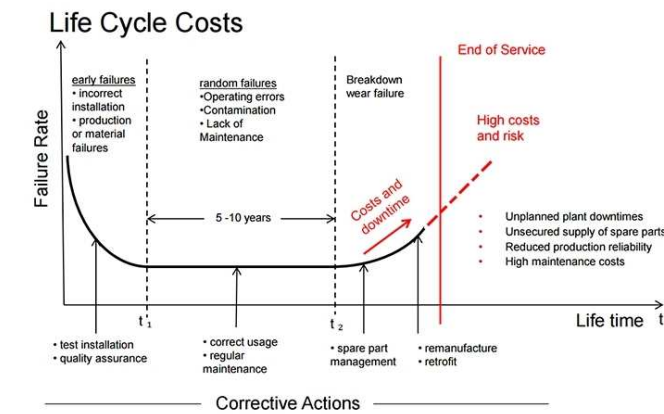 Life Cycle Costs
Failure Rate
early failures
• incorrect
installation
• production
or material
failures
random failures
•Operating errors
•Contamination
• Lack of
Maintenance
Breakdown
wear failure
End of Service
High costs
and risk
Costs and
downtime
5 -10 years
• Unplanned plant downtimes
• Unsecured supply of spare parts
• Reduced production reliability
• High maintenance costs
t 1
t 2
Life time t
• test installation
• quality assurance
• correct usage
• regular
maintenance
• spare part
management
• remanufacture
• retrofit
Corrective Actions